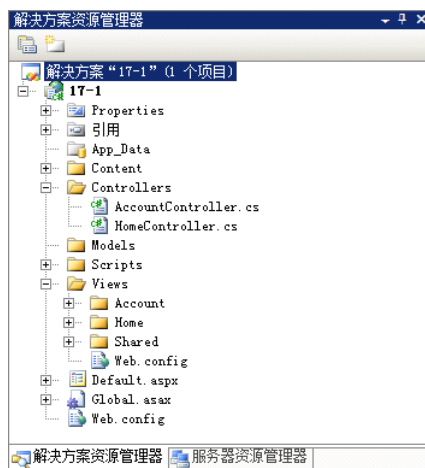 解决方案资源管理器
解决方案“17-1”(1 个项目)
17-1
Properties
引用
App_Data
Content
Controllers
AccountController.cs
HomeController.cs
Models
Scripts
Views
Account
Home
Shared
Web.config
Default.aspx
Global.asax
Web.config
解决方案资源管理器 服务器资源管理器